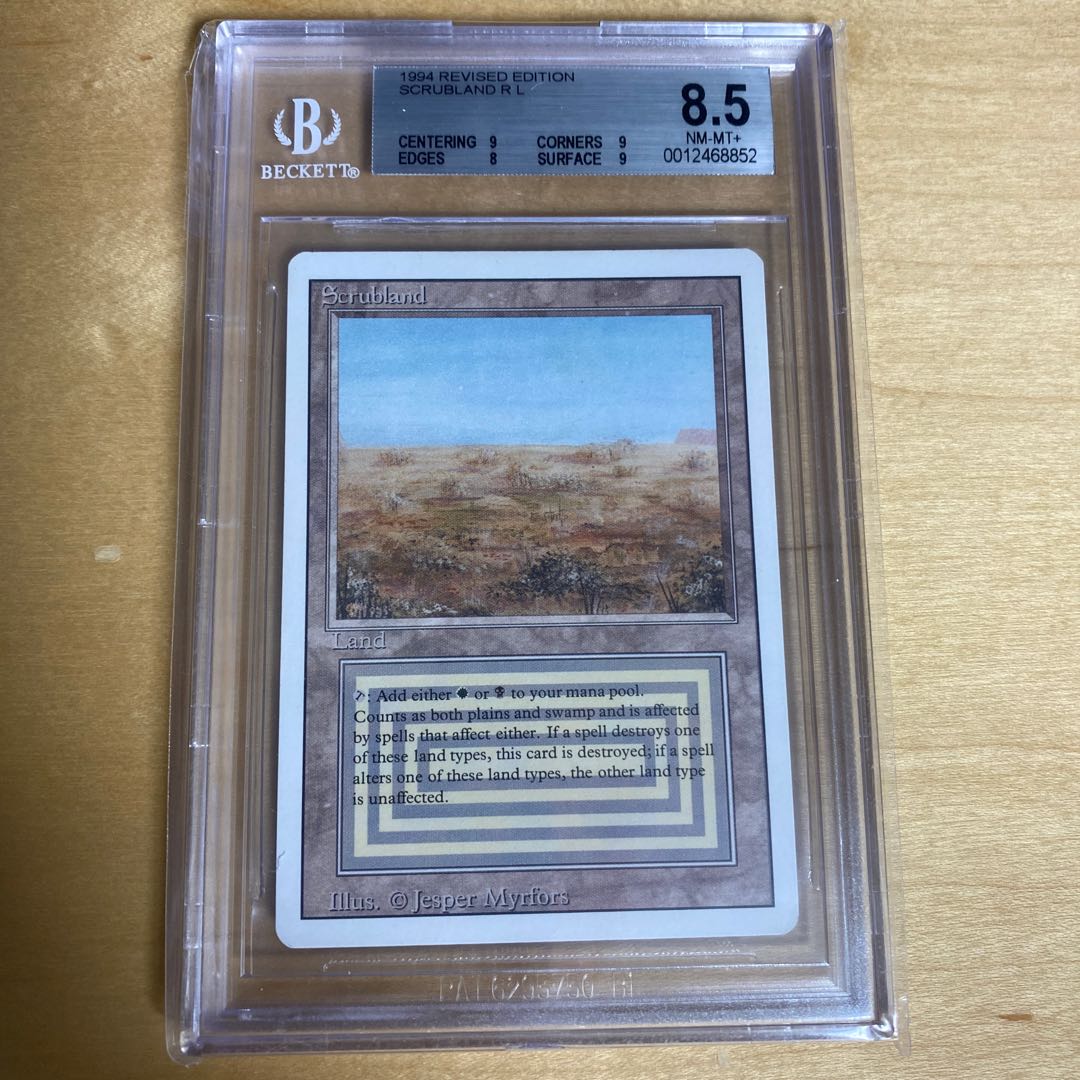 1994 REVISED EDITION
SCRUBLAND R L
8.5
NM-MT+
CENTERING 9 CORNERS 9
EDGES 8 SURFACE 9
0012468852
B
BECKETT®
Scrubland
Land
: Add either or to your mana pool.
Counts as both plains and swamp and is affected
by spells that affect either. If a spell destroys one
of these land types, this card is destroyed; if a spell
alters one of these land types, the other land type
is unaffected.
Illus. © Jesper Myrfors